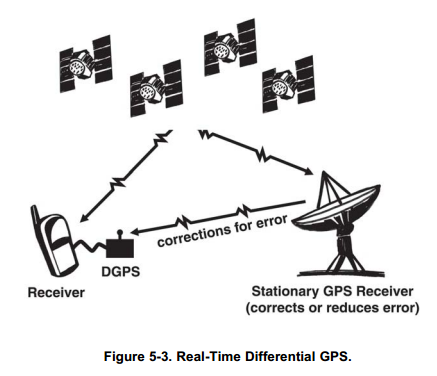 corrections for error
DGPS
Receiver
Stationary GPS Receiver
(corrects or reduces error)
Figure 5-3. Real-Time Differential GPS.